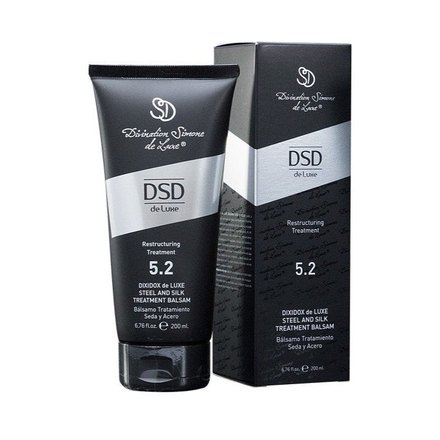 SD
Divination Simone
de Luxe®
DSD
de Luxe
Restructuring
Treatment
5.2
DIXIDOX de LUXE
STEEL AND SILK
TREATMENT BALSAM
Bálsamo Tratamiento
Seda y Acero
6,76 fl.oz. e 200 ml.
SD
Divination Simone
de Luxe®
DSD
de Luxe
Restructuring
Treatment
5.2
DIXIDOX de LUXE
STEEL AND SILK
TREATMENT BALSAM
Bálsamo Tratamiento
Seda y Acero
6,76 fl.oz. e 200 ml.